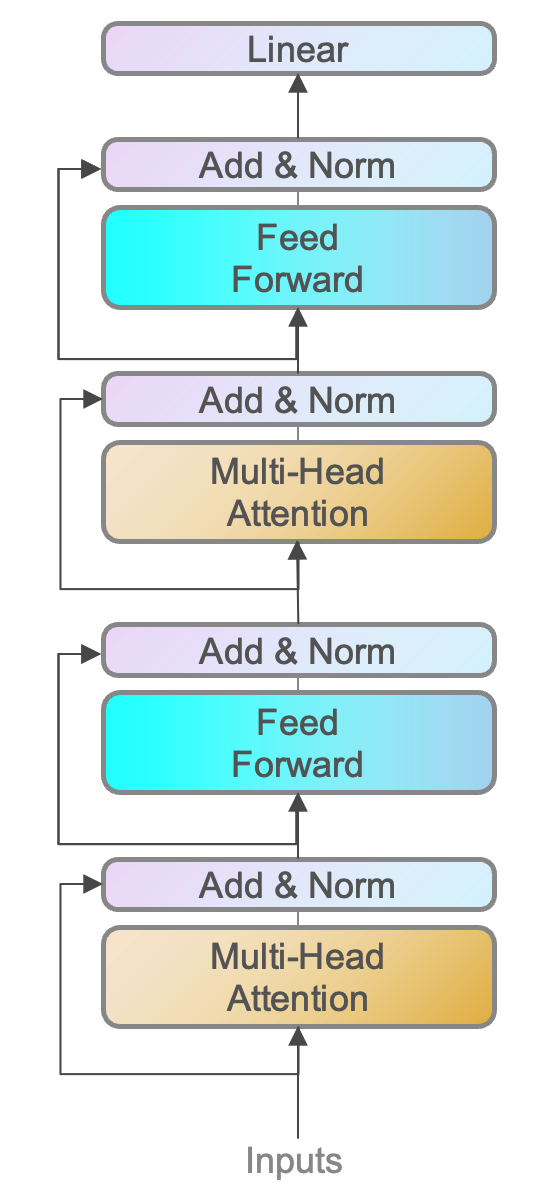 Linear
Add & Norm
Feed
Forward
Add & Norm
Multi-Head
Attention
Add & Norm
Feed
Forward
Add & Norm
Multi-Head
Attention
Inputs